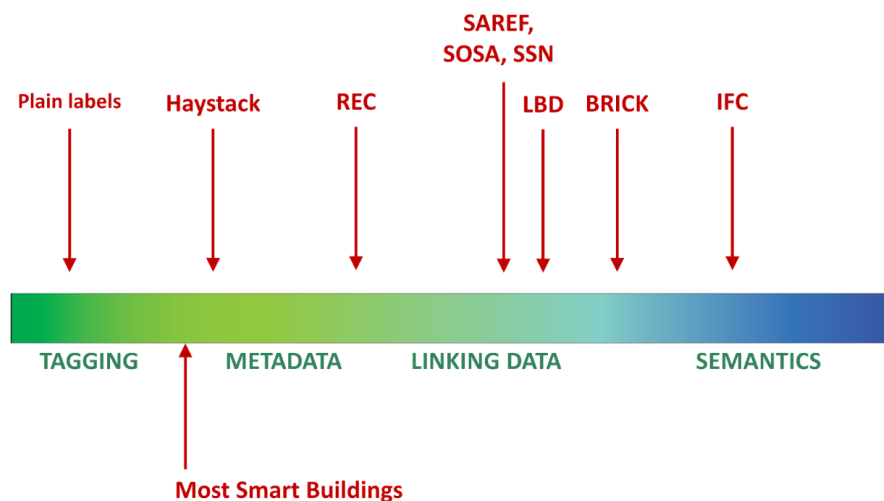 SAREF,
SOSA, SSN
Plain labels
Haystack
REC
LBD
BRICK
IFC
TAGGING
METADATA
LINKING DATA
SEMANTICS
Most Smart Buildings